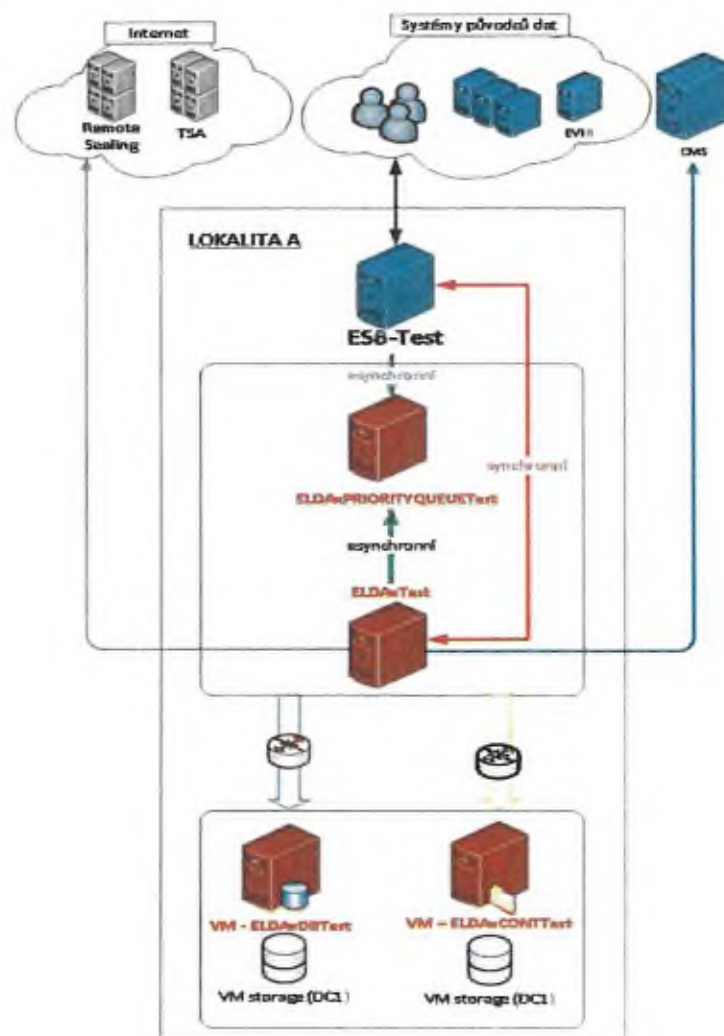 Internet
Systémy původců dat
Remote
Sealing
TSA
CMS
LOKALITA A
ESB-Test
asynchronní
synchronní
ELDAxPRIORITYQUEUETest
asynchronní
ELDAxTest
VM - ELDAxDBTest
VM – ELDAxCONTTest
VM storage (DC1)
VM storage (DC1)